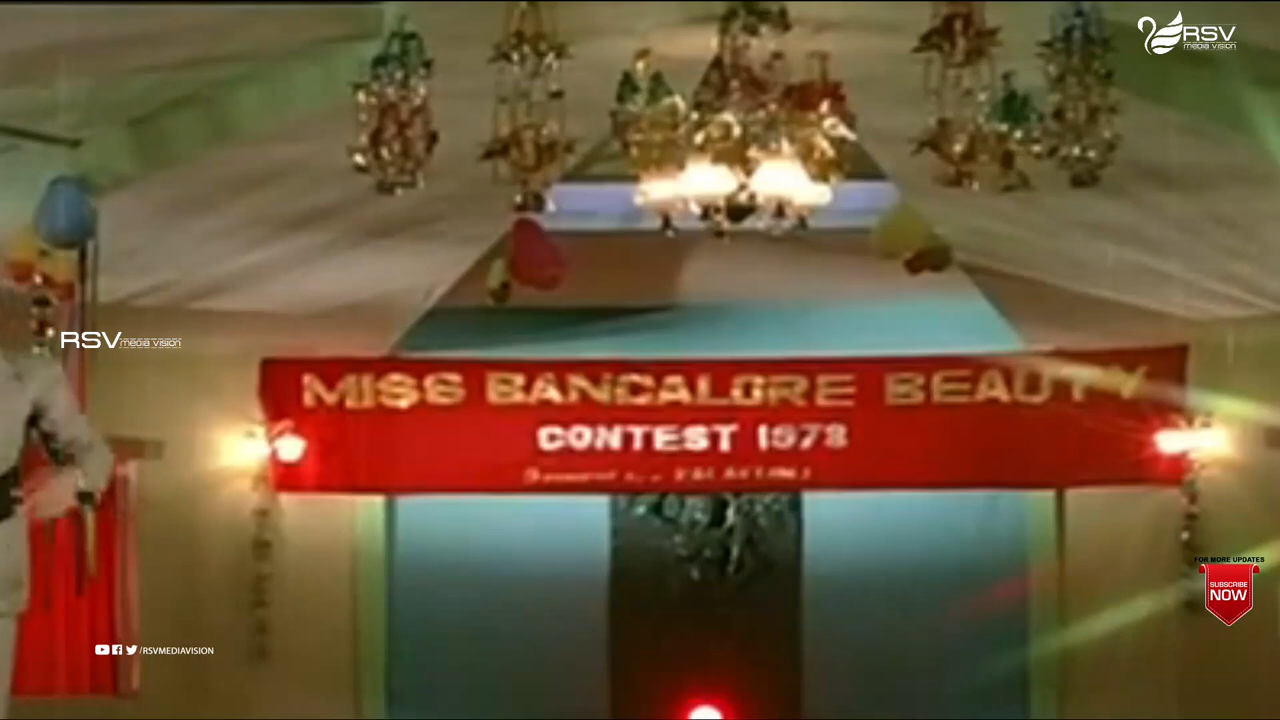 RSV
media vision
RSV media vision
MISS BANGALORE BEAUTY
CONTEST 1978
FOR MORE UPDATES
SUBSCRIBE
NOW
/RSVMEDIAVISION